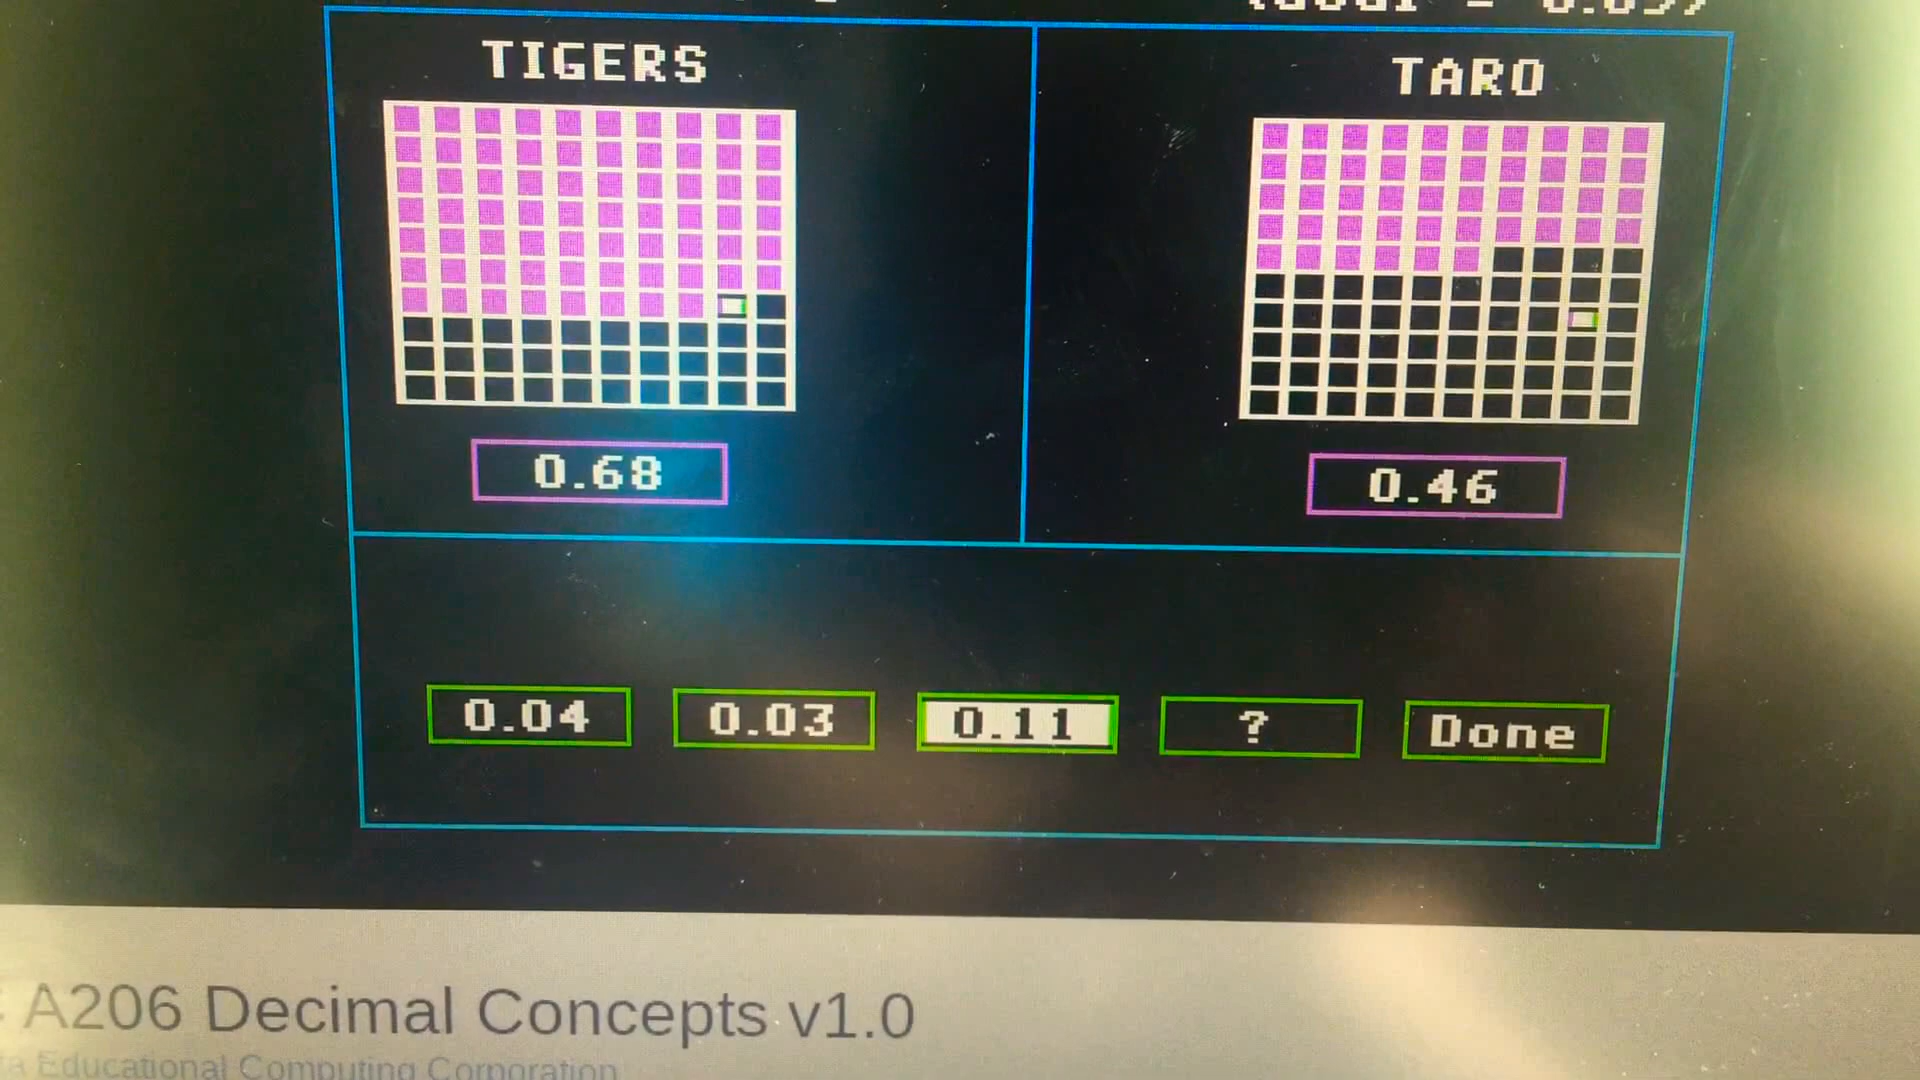 TIGERS
TARO
0.68
0.46
0.04
0.03
0.11
?
Done
A206 Decimal Concepts v1.0
Educational Computing Corporation